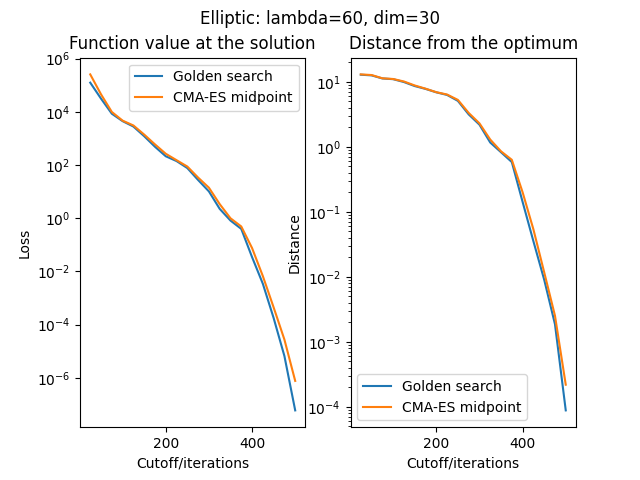 Elliptic: lambda=60, dim=30
Function value at the solution
Loss
10^6
10^4
10^2
10^0
10^−2
10^−4
10^−6
Golden search
CMA-ES midpoint
200
400
Cutoff/iterations
Distance from the optimum
Distance
10^1
10^0
10^−1
10^−2
10^−3
10^−4
Golden search
CMA-ES midpoint
200
400
Cutoff/iterations